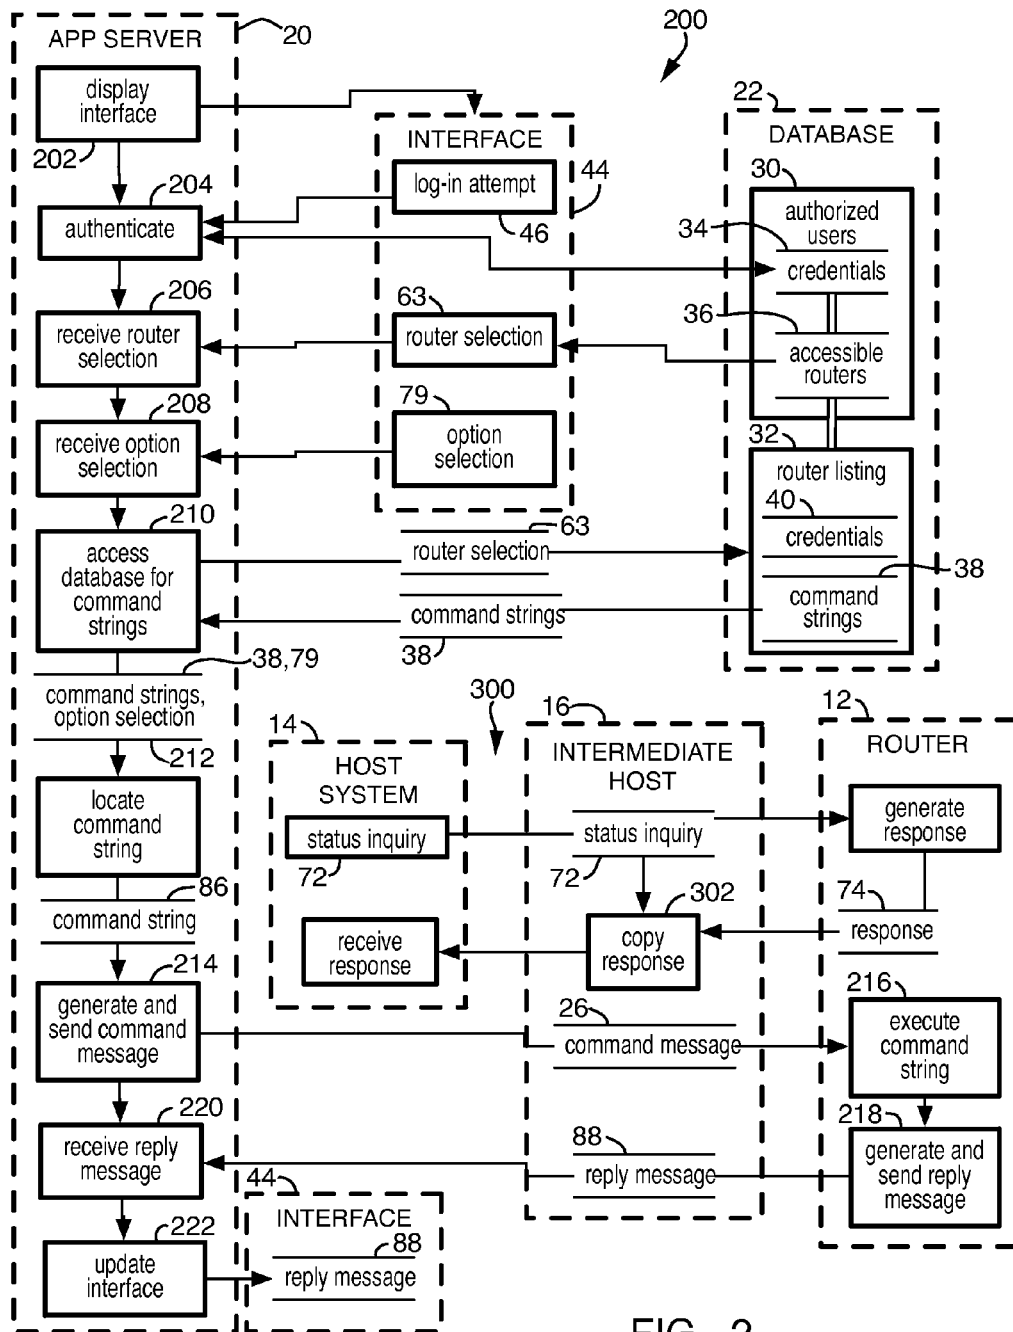 APP SERVER
20
200
display
interface
202
22
DATABASE
INTERFACE
204
log-in attempt
44
46
30
authorized
users
34
credentials
authenticate
206
63
36
receive router
selection
router selection
accessible
routers
208
79
receive option
selection
option
selection
32
router listing
210
63
40
access
database for
command
strings
router selection
credentials
38
command strings
38
command
strings
38,79
command strings,
option selection
212
300
14
16
12
HOST
SYSTEM
INTERMEDIATE
HOST
ROUTER
locate
command
string
status inquiry
72
status inquiry
72
generate
response
86
command string
302
74
receive
response
copy
response
response
214
26
216
generate and
send command
message
command message
execute
command
string
220
88
218
receive reply
message
reply message
generate and
send reply
message
44
INTERFACE
222
88
update
interface
reply message
FIG. 2